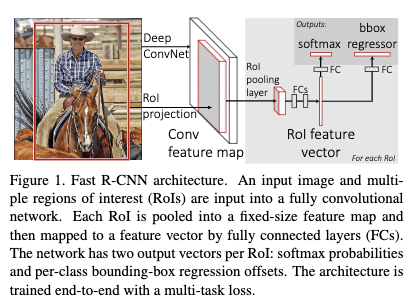 Outputs:
bbox
softmax regressor
Deep
ConvNet
RoI
pooling
layer
FC
FC
FCs
RoI
projection
Conv
feature map
RoI feature
vector
For each RoI
Figure 1. Fast R-CNN architecture. An input image and multi-
ple regions of interest (RoIs) are input into a fully convolutional
network. Each RoI is pooled into a fixed-size feature map and
then mapped to a feature vector by fully connected layers (FCs).
The network has two output vectors per RoI: softmax probabilities
and per-class bounding-box regression offsets. The architecture is
trained end-to-end with a multi-task loss.